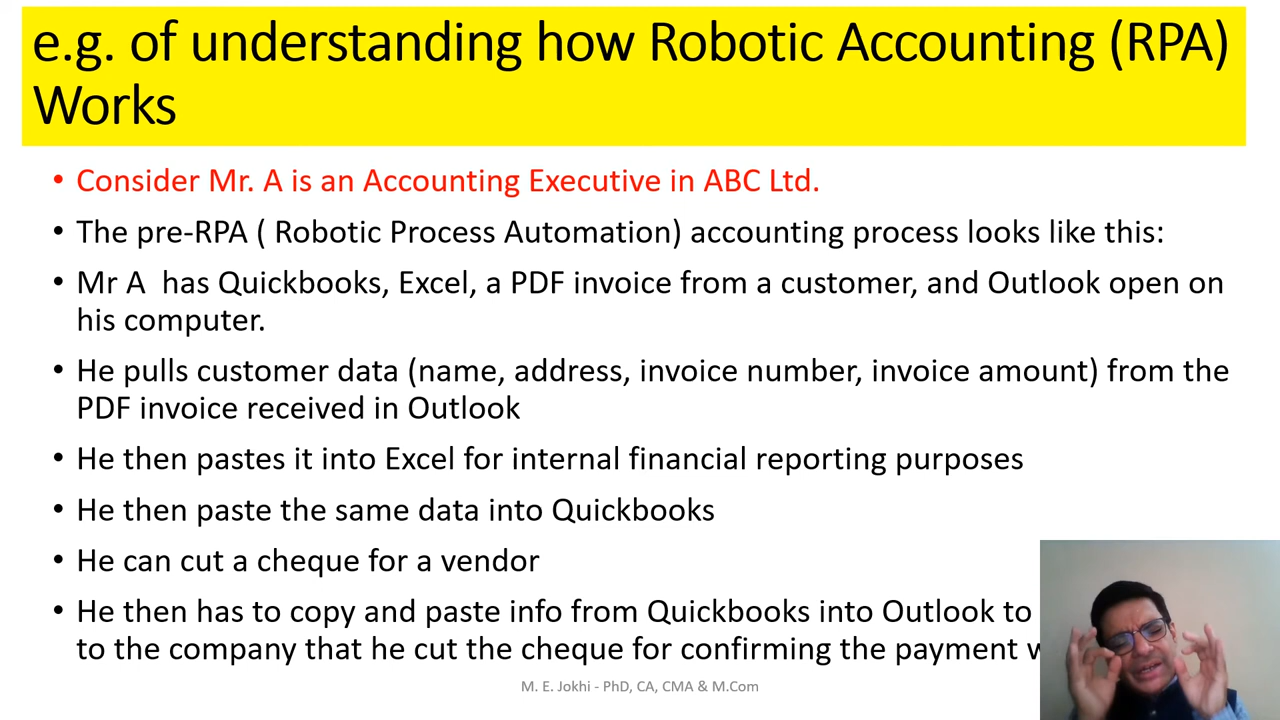 e.g. of understanding how Robotic Accounting (RPA)
Works
• Consider Mr. A is an Accounting Executive in ABC Ltd.
• The pre-RPA ( Robotic Process Automation) accounting process looks like this:
• Mr A  has Quickbooks, Excel, a PDF invoice from a customer, and Outlook open on
his computer.
• He pulls customer data (name, address, invoice number, invoice amount) from the
PDF invoice received in Outlook
• He then pastes it into Excel for internal financial reporting purposes
• He then paste the same data into Quickbooks
• He can cut a cheque for a vendor
• He then has to copy and paste info from Quickbooks into Outlook to
to the company that he cut the cheque for confirming the payment
M. E. Jokhi - PhD, CA, CMA & M.Com